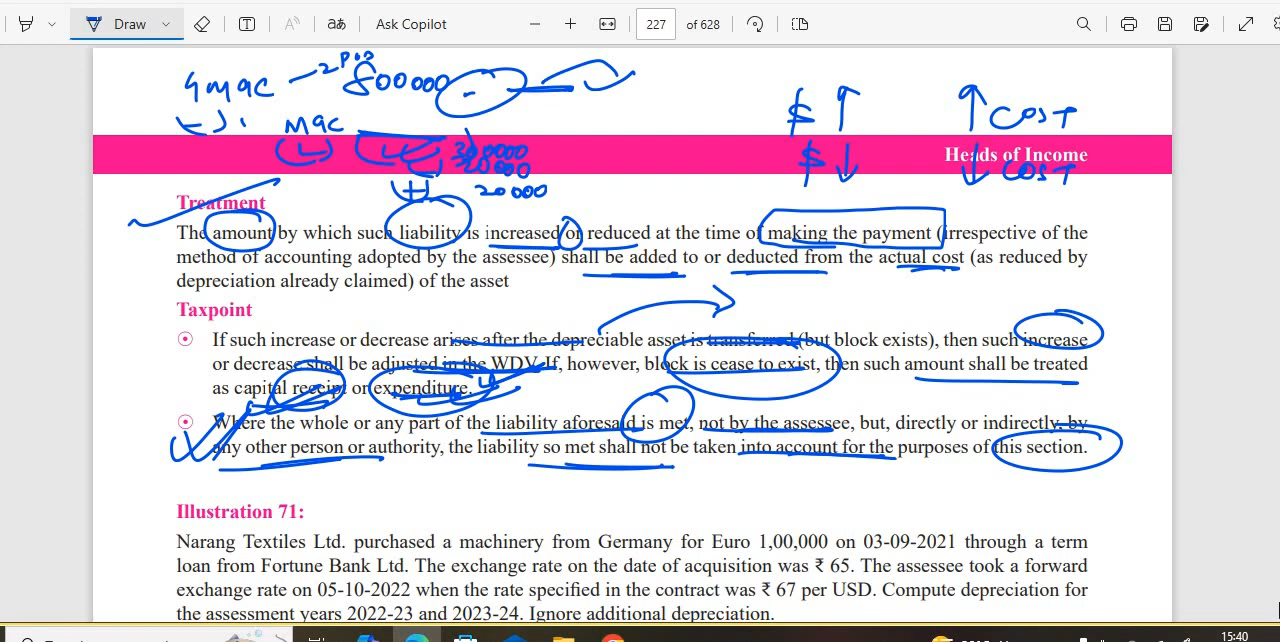 Draw
Ask Copilot
227 of 628
4 mac 800000
Mac
$ COST
$ COST
300000
20000
Heads of Income
Treatment
The amount by which such liability is increased or reduced at the time of making the payment (irrespective of the
method of accounting adopted by the assessee) shall be added to or deducted from the actual cost (as reduced by
depreciation already claimed) of the asset
Taxpoint
If such increase or decrease arises after the depreciable asset is transferred (but block exists), then such increase
or decrease shall be adjusted in the WDV. If, however, block is cease to exist, then such amount shall be treated
as capital receipt or expenditure.
Where the whole or any part of the liability aforesaid is met, not by the assessee, but, directly or indirectly, by
any other person or authority, the liability so met shall not be taken into account for the purposes of this section.
Illustration 71:
Narang Textiles Ltd. purchased a machinery from Germany for Euro 1,00,000 on 03-09-2021 through a term
loan from Fortune Bank Ltd. The exchange rate on the date of acquisition was ₹ 65. The assessee took a forward
exchange rate on 05-10-2022 when the rate specified in the contract was ₹ 67 per USD. Compute depreciation for
the assessment years 2022-23 and 2023-24. Ignore additional depreciation.
15:40